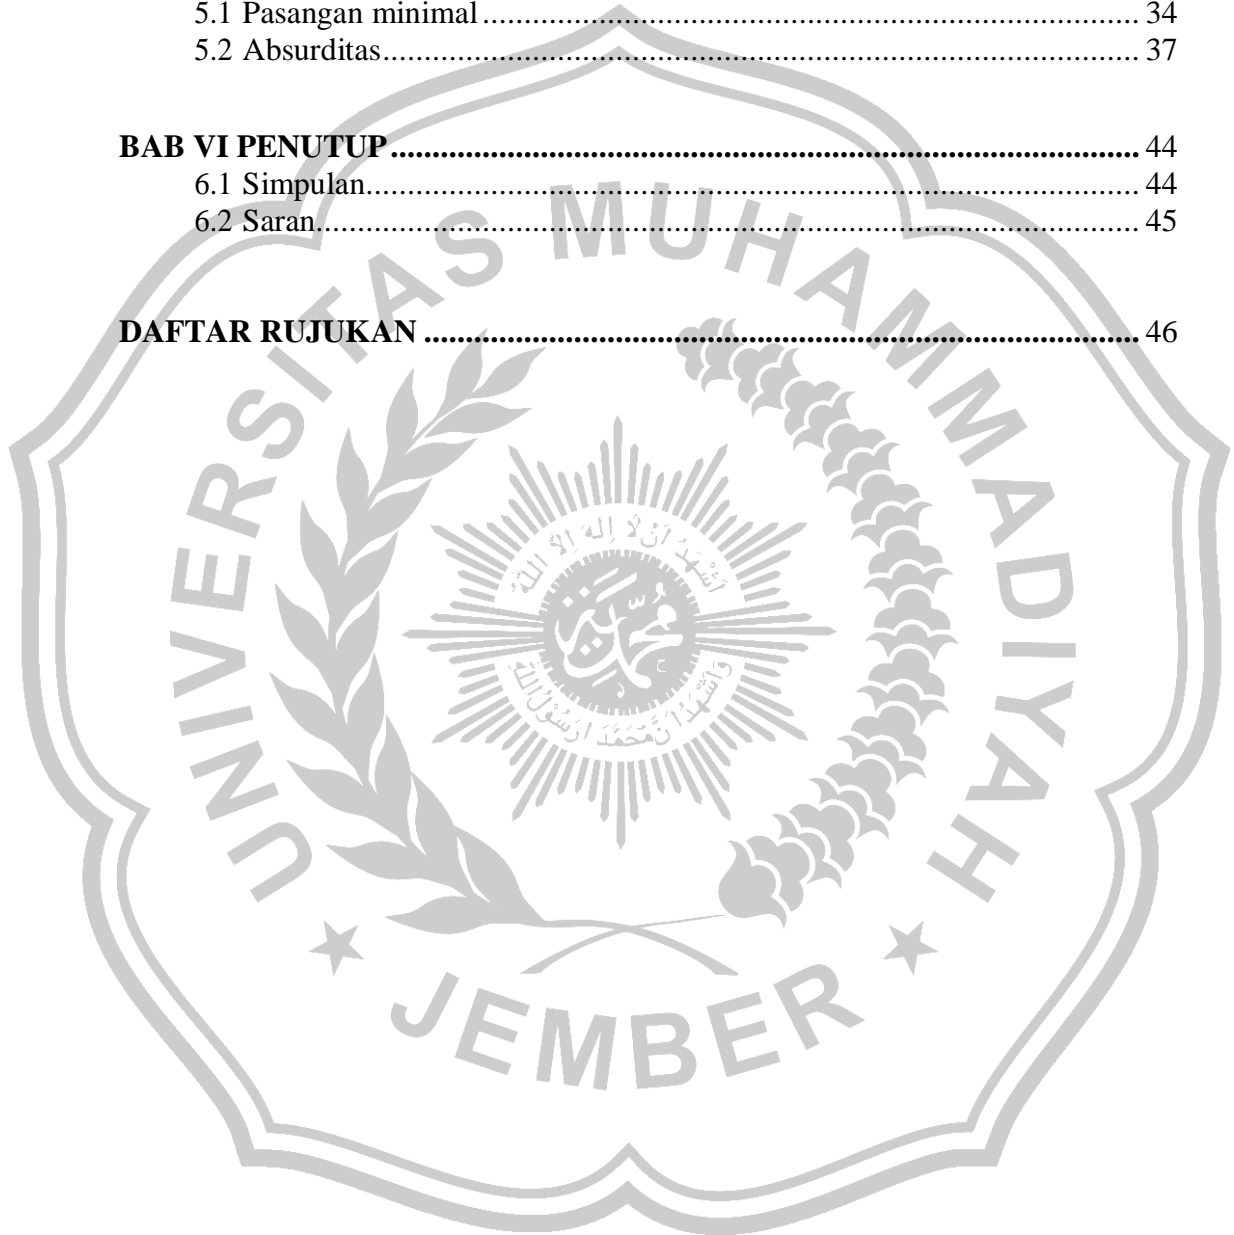 5.1 Pasangan minimal ............................................................................... 34
5.2 Absurditas ........................................................................................... 37
BAB VI PENUTUP ........................................................................................... 44
6.1 Simpulan ............................................................................................. 44
6.2 Saran ................................................................................................... 45
DAFTAR RUJUKAN ....................................................................................... 46
UNIVERSITAS MUHAMMADIYAH
JEMBER
محمد